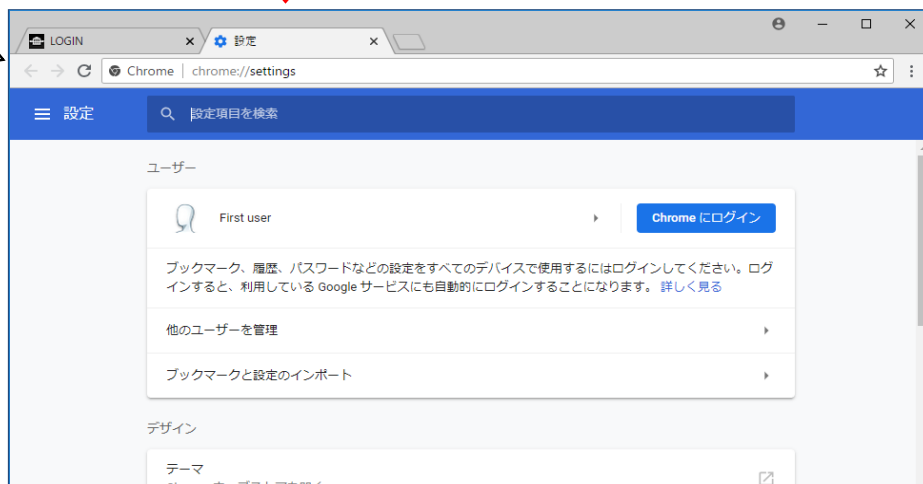 LOGIN
設定
Chrome | chrome://settings
設定
設定項目を検索
ユーザー
First user
Chrome にログイン
ブックマーク、履歴、パスワードなどの設定をすべてのデバイスで使用するにはログインしてください。ログ
インすると、利用している Google サービスにも自動的にログインすることになります。 詳しく見る
他のユーザーを管理
ブックマークと設定のインポート
デザイン
テーマ